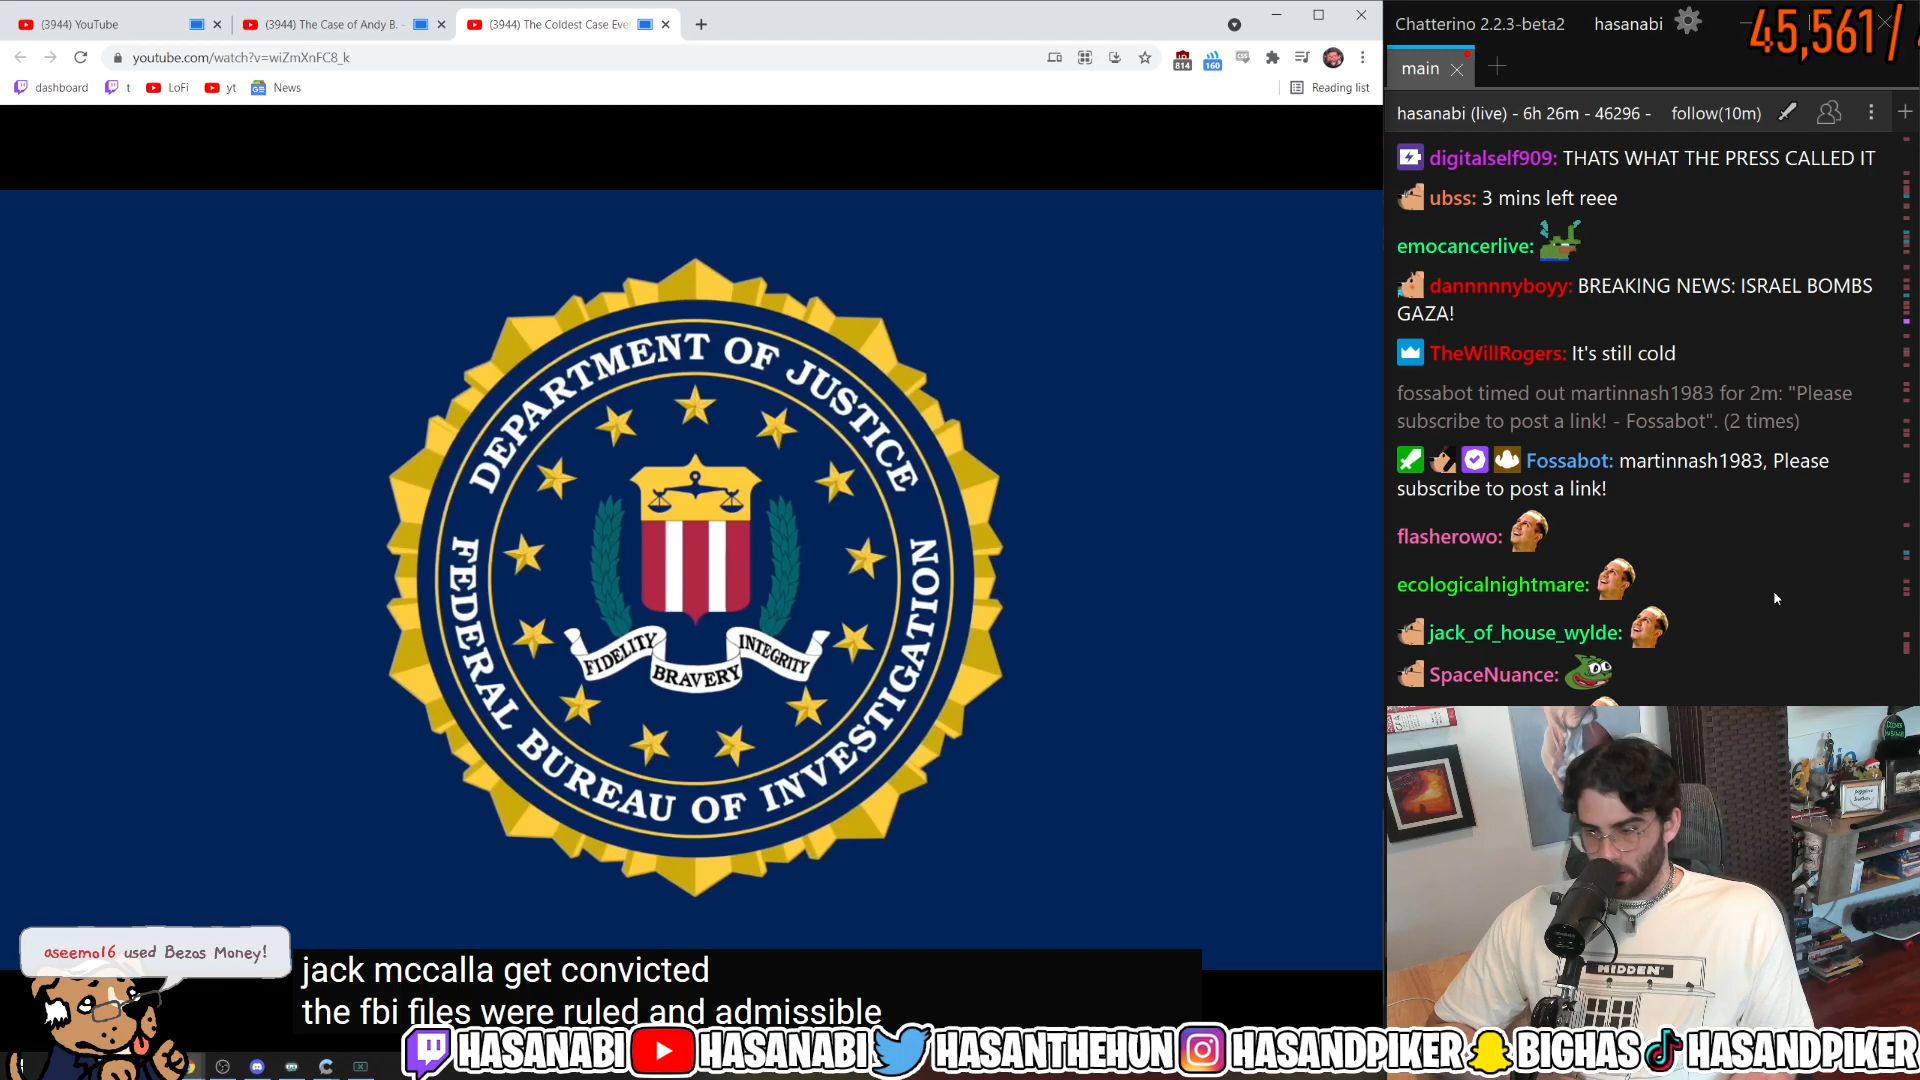 (3944) YouTube
(3944) The Case of Andy B. -
(3944) The Coldest Case Eve
youtube.com/watch?v=wiZmXnFC8_k
814
160
dashboard
t
LoFi
yt
News
Reading list
DEPARTMENT OF JUSTICE
FIDELITY
BRAVERY
INTEGRITY
FEDERAL BUREAU OF INVESTIGATION
aseemo16 used Bezos Money!
jack mccalla get convicted
the fbi files were ruled and admissible
Chatterino 2.2.3-beta2
hasanabi
45,561 /
main
hasanabi (live) - 6h 26m - 46296 -
follow(10m)
digitalself909: THATS WHAT THE PRESS CALLED IT
ubss: 3 mins left reee
emocancerlive:
dannnnnyboyy: BREAKING NEWS: ISRAEL BOMBS
GAZA!
TheWillRogers: It's still cold
fossabot timed out martinnash1983 for 2m: "Please
subscribe to post a link! - Fossabot". (2 times)
Fossabot: martinnash1983, Please
subscribe to post a link!
flasherowo:
ecologicalnightmare:
jack_of_house_wylde:
SpaceNuance:
HIDDEN
HASANABI
HASANABI
HASANTHEHUN
HASANDPIKER
BIGHAS
HASANDPIKER